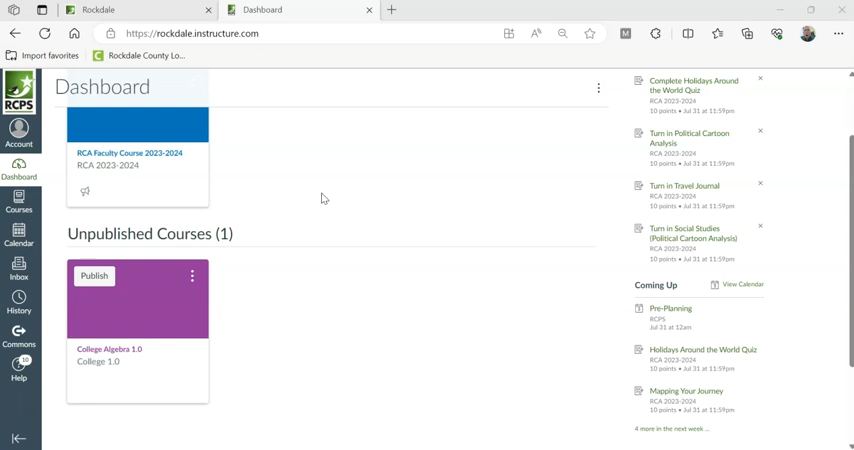 Rockdale
Dashboard
https://rockdale.instructure.com
Import favorites
Rockdale County Lo...
RCPS
Account
Dashboard
Courses
Calendar
Inbox
History
Commons
10
Help
Dashboard
RCA Faculty Course 2023-2024
RCA 2023-2024
Unpublished Courses (1)
Publish
College Algebra 1.0
College 1.0
Complete Holidays Around
the World Quiz
RCA 2023-2024
10 points • Jul 31 at 11:59pm
Turn in Political Cartoon
Analysis
RCA 2023-2024
10 points • Jul 31 at 11:59pm
Turn in Travel Journal
RCA 2023-2024
10 points • Jul 31 at 11:59pm
Turn in Social Studies
(Political Cartoon Analysis)
RCA 2023-2024
10 points • Jul 31 at 11:59pm
Coming Up
View Calendar
Pre-Planning
RCPS
Jul 31 at 12am
Holidays Around the World Quiz
RCA 2023-2024
10 points • Jul 31 at 11:59pm
Mapping Your Journey
RCA 2023-2024
10 points • Jul 31 at 11:59pm
4 more in the next week ...